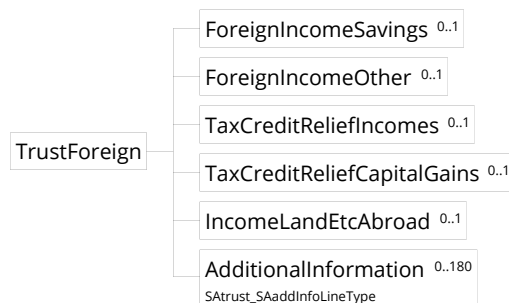 ForeignIncomeSavings 0..1
ForeignIncomeOther 0..1
TaxCreditReliefIncomes 0..1
TrustForeign
TaxCreditReliefCapitalGains 0..1
IncomeLandEtcAbroad 0..1
AdditionalInformation 0..180
SAtrust_SAaddInfoLineType